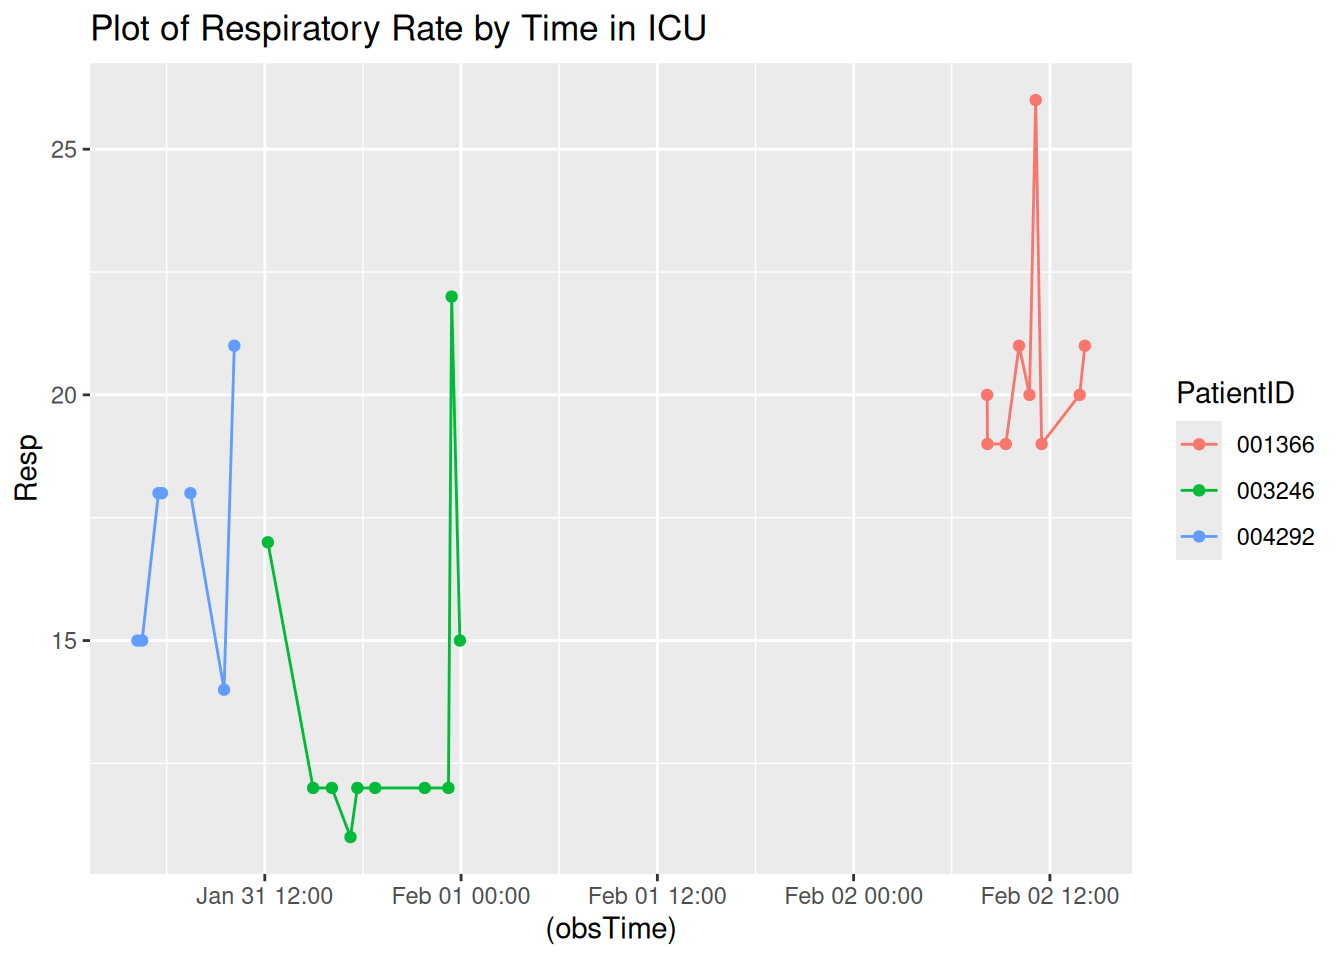 Plot of Respiratory Rate by Time in ICU
25
20
15
Resp
Jan 31 12:00 Feb 01 00:00 Feb 01 12:00 Feb 02 00:00 Feb 02 12:00
(obsTime)
PatientID
001366
003246
004292